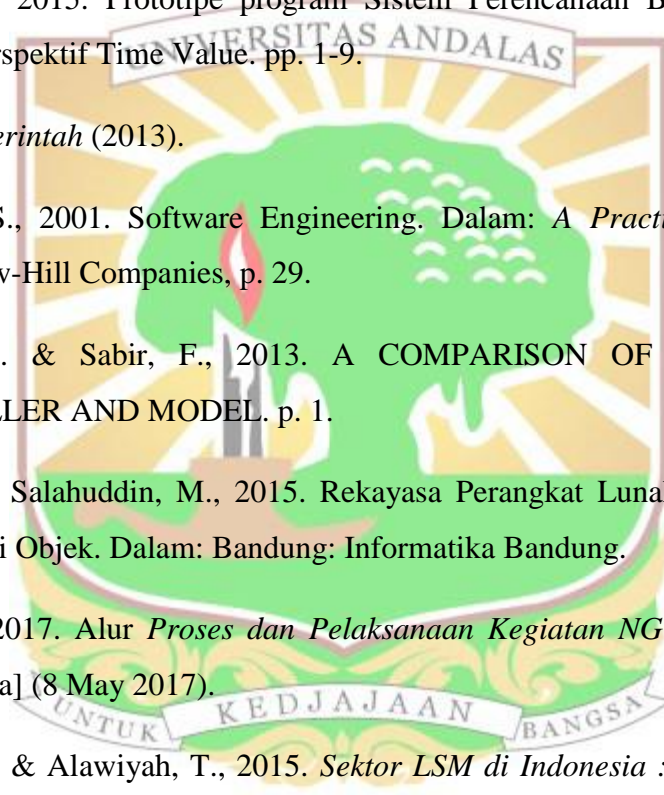 2015. Prototipe program Sistem Perencanaan B
rspektif Time Value. pp. 1-9.
UNIVERSITAS ANDALAS
erintah (2013).
S., 2001. Software Engineering. Dalam: A Practi
w-Hill Companies, p. 29.
. & Sabir, F., 2013. A COMPARISON OF
LLER AND MODEL. p. 1.
Salahuddin, M., 2015. Rekayasa Perangkat Luna
i Objek. Dalam: Bandung: Informatika Bandung.
2017. Alur Proses dan Pelaksanaan Kegiatan NG
a] (8 May 2017).
UNTUK KEDJAJAAN BANGSA
& Alawiyah, T., 2015. Sektor LSM di Indonesia :